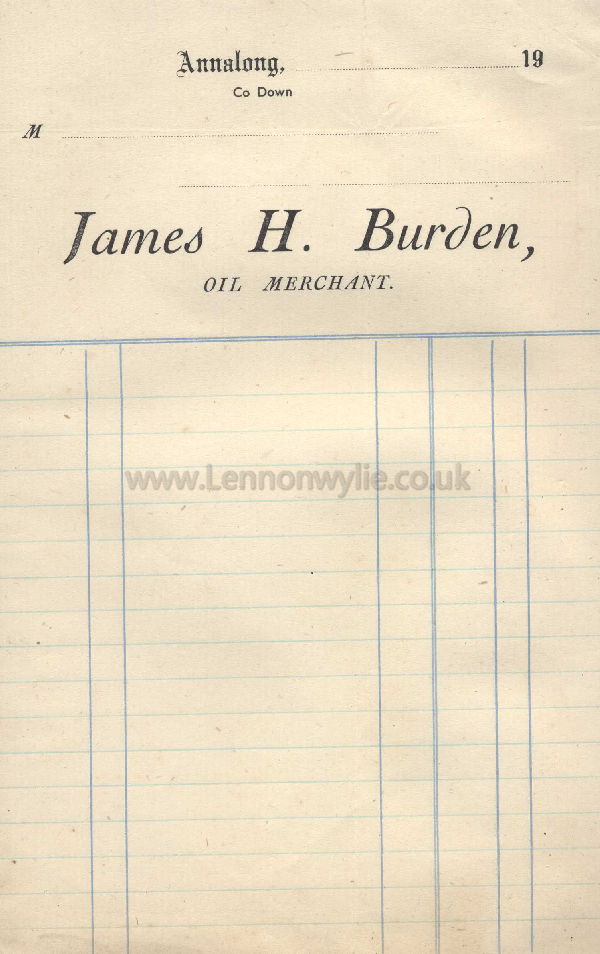 Annalong, 19
Co Down
M
James H. Burden,
OIL MERCHANT.
www.Lennonwylie.co.uk